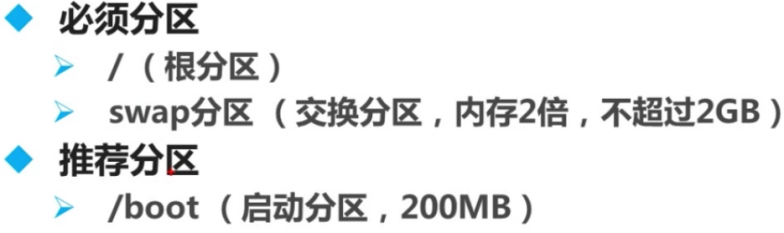 必须分区
/（根分区）
swap分区（交换分区，内存2倍，不超过2GB）
推荐分区
/boot（启动分区，200MB）